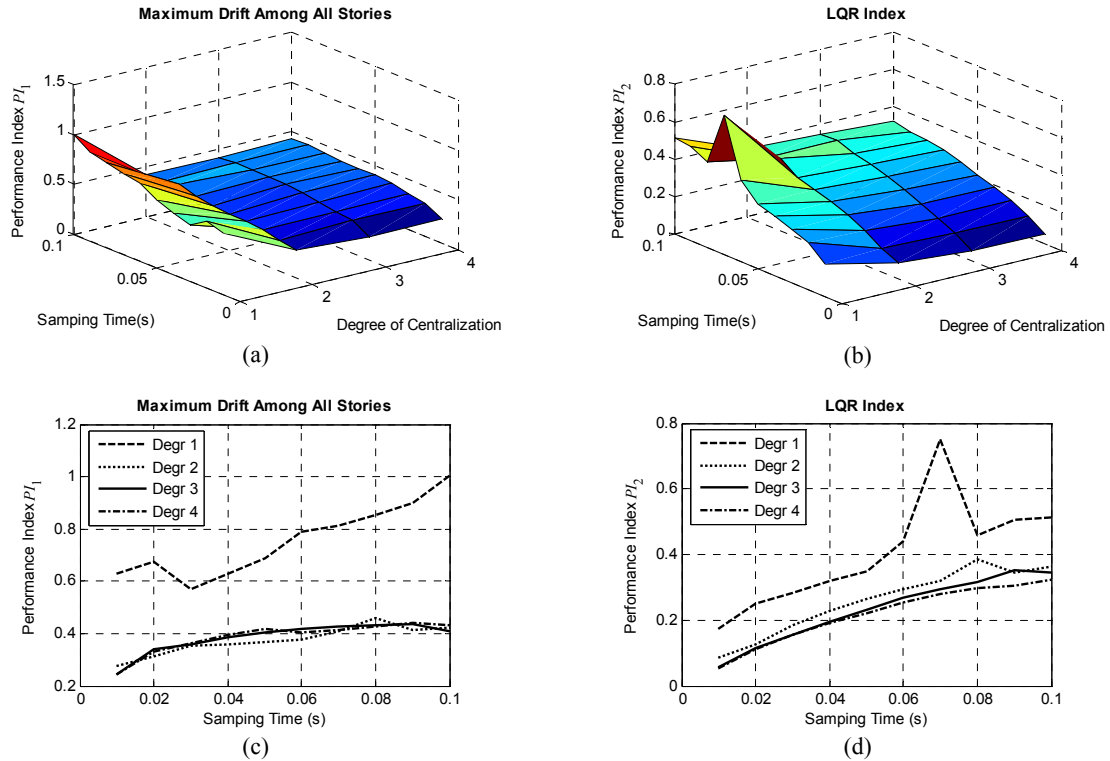 Maximum Drift Among All Stories
Performance Index PI1
1.5
1
0.5
0
0.1
0.05
0
1
2
3
4
Samping Time(s)
Degree of Centralization
(a)
LQR Index
Performance Index PI2
0.8
0.6
0.4
0.2
0
0.1
0.05
0
1
2
3
4
Samping Time(s)
Degree of Centralization
(b)
Maximum Drift Among All Stories
Performance Index PI1
1.2
1
0.8
0.6
0.4
0.2
Degr 1
Degr 2
Degr 3
Degr 4
0
0.02
0.04
0.06
0.08
0.1
Samping Time (s)
(c)
LQR Index
Performance Index PI2
0.8
0.6
0.4
0.2
0
Degr 1
Degr 2
Degr 3
Degr 4
0
0.02
0.04
0.06
0.08
0.1
Samping Time (s)
(d)